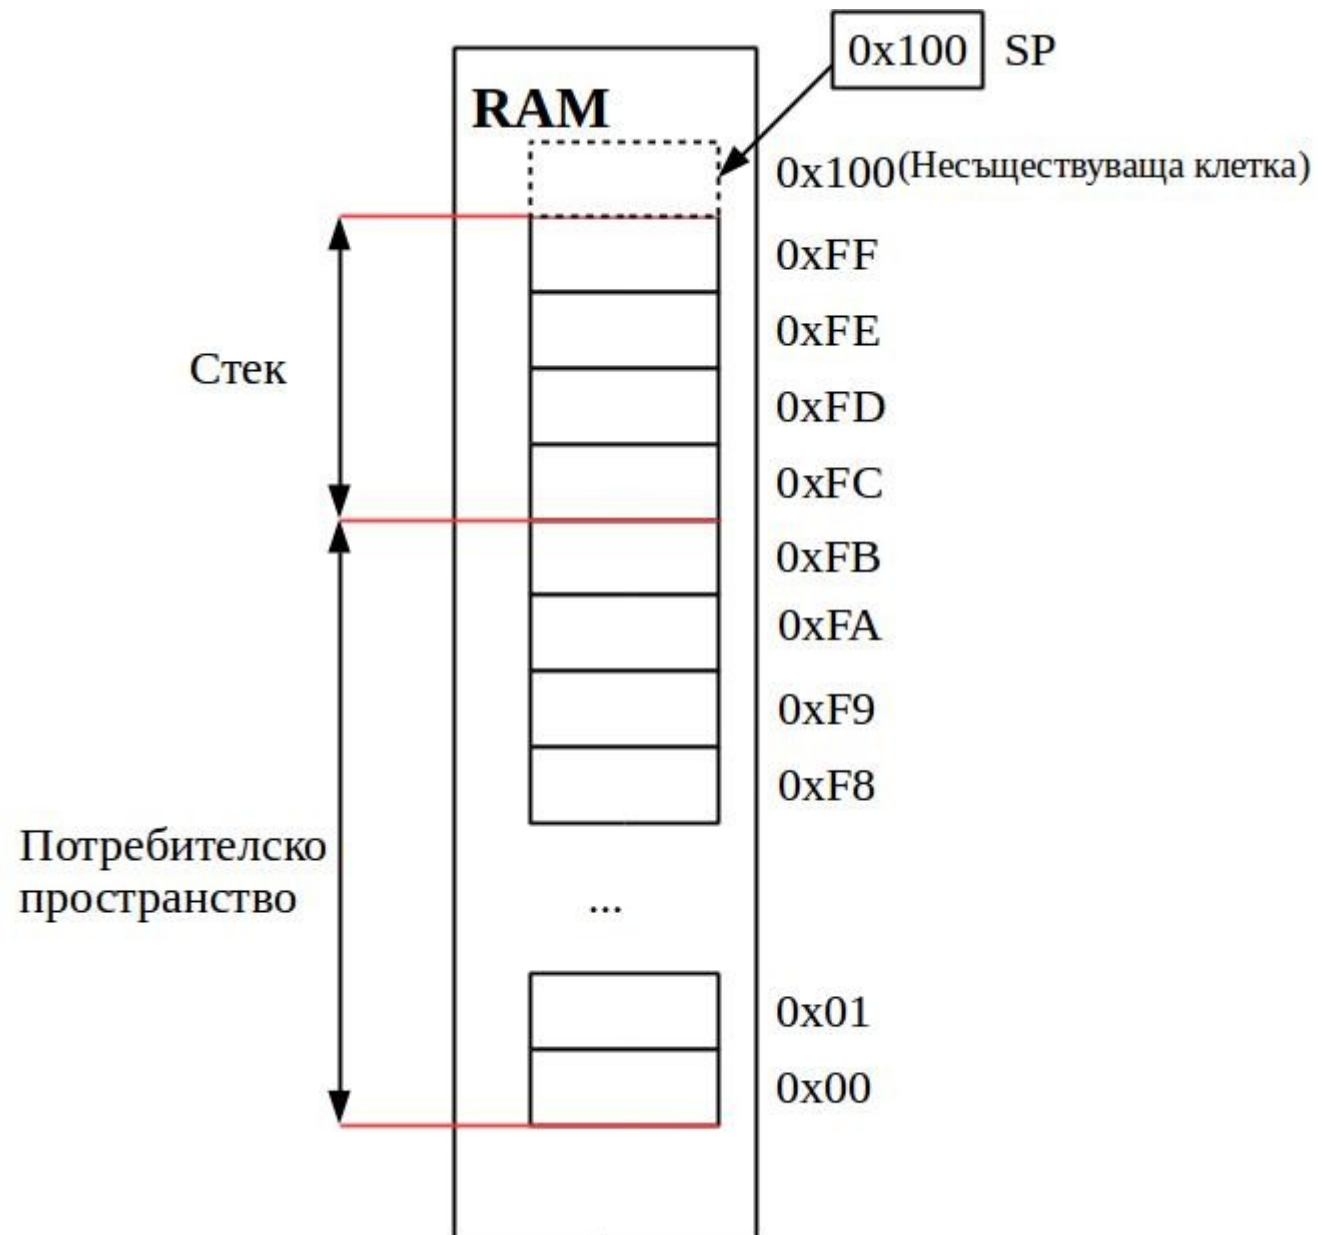 0x100 SP
RAM
0x100(Несъществуваща клетка)
0xFF
0xFE
Стек
0xFD
0xFC
0xFB
0xFA
0xF9
0xF8
Потребителско
пространство
...
0x01
0x00